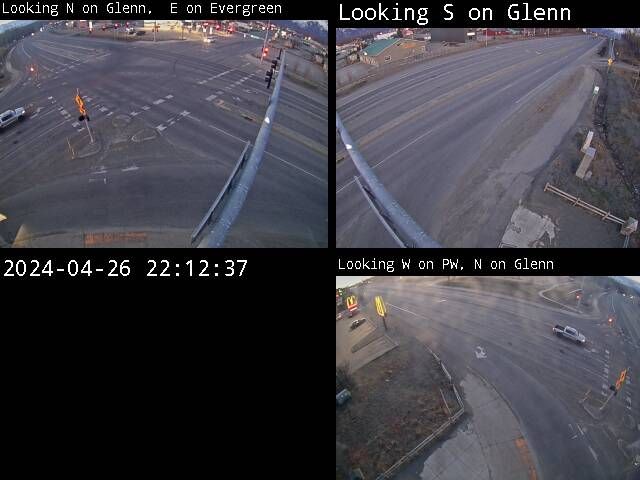 Looking N on Glenn,  E on Evergreen
Looking S on Glenn
2024-04-26 22:12:37
Looking W on PW, N on Glenn